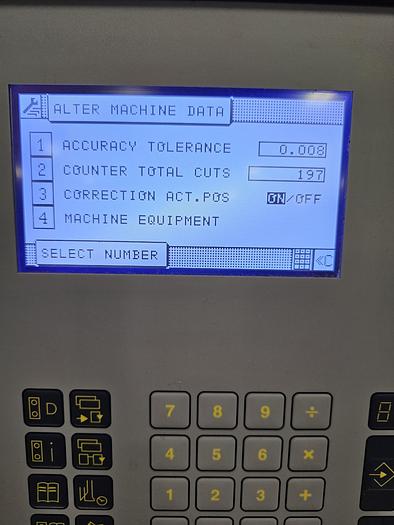 ALTER MACHINE DATA
1 ACCURACY TOLERANCE 0.008
2 COUNTER TOTAL CUTS 197
3 CORRECTION ACT.POS ON/OFF
4 MACHINE EQUIPMENT
SELECT NUMBER «C
D 7 8 9 ÷
i 4 5 6 ×
1 2 3 +